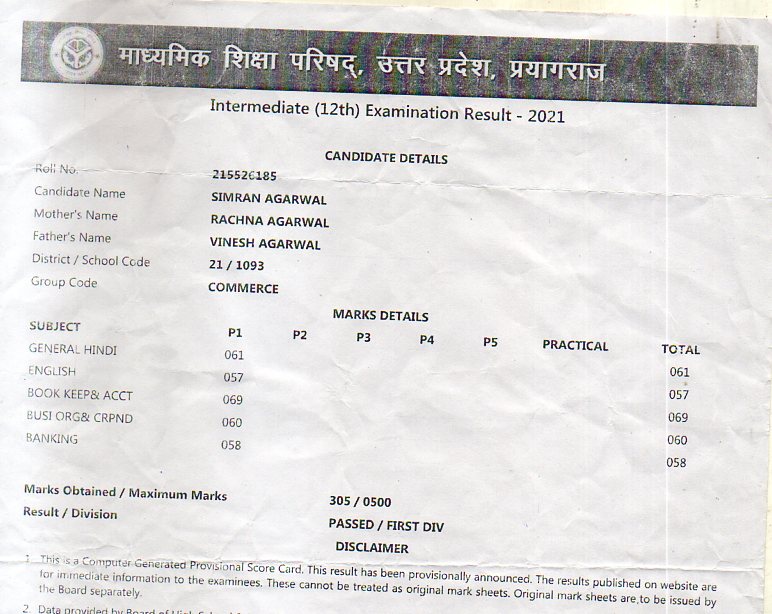 माध्यमिक शिक्षा परिषद्, उत्तर प्रदेश, प्रयागराज
Intermediate (12th) Examination Result - 2021
CANDIDATE DETAILS
Roll No. 215526185
Candidate Name SIMRAN AGARWAL
Mother's Name RACHNA AGARWAL
Father's Name VINESH AGARWAL
District / School Code 21 / 1093
Group Code COMMERCE
MARKS DETAILS
SUBJECT P1 P2 P3 P4 P5 PRACTICAL TOTAL
GENERAL HINDI 061 061
ENGLISH 057 057
BOOK KEEP& ACCT 069 069
BUSI ORG& CRPND 060 060
BANKING 058 058
Marks Obtained / Maximum Marks 305 / 0500
Result / Division PASSED / FIRST DIV
DISCLAIMER
1. This is a Computer Generated Provisional Score Card. This result has been provisionally announced. The results published on website are
for immediate information to the examinees. These cannot be treated as original mark sheets. Original mark sheets are to be issued by
the Board separately.
2. Data provided by Board of High School